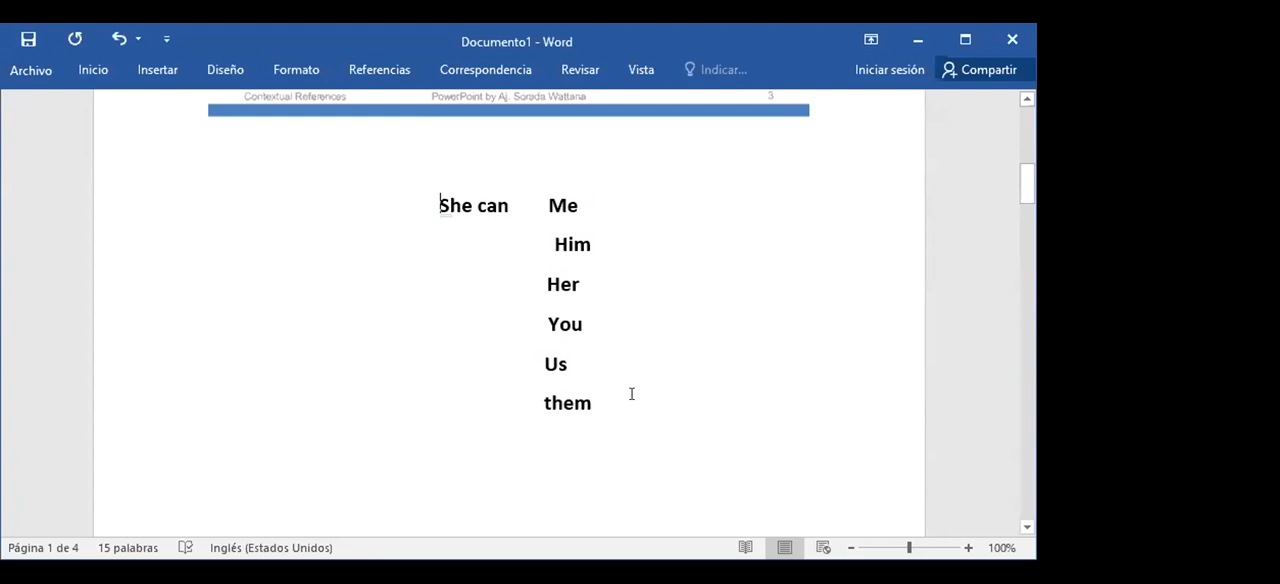 Documento1 - Word
Archivo Inicio Insertar Diseño Formato Referencias Correspondencia Revisar Vista Indicar... Iniciar sesión Compartir
Contextual References PowerPoint by Aj. Sorada Wattana 3
She can Me
Him
Her
You
Us
them
Página 1 de 4 15 palabras Inglés (Estados Unidos) 100%